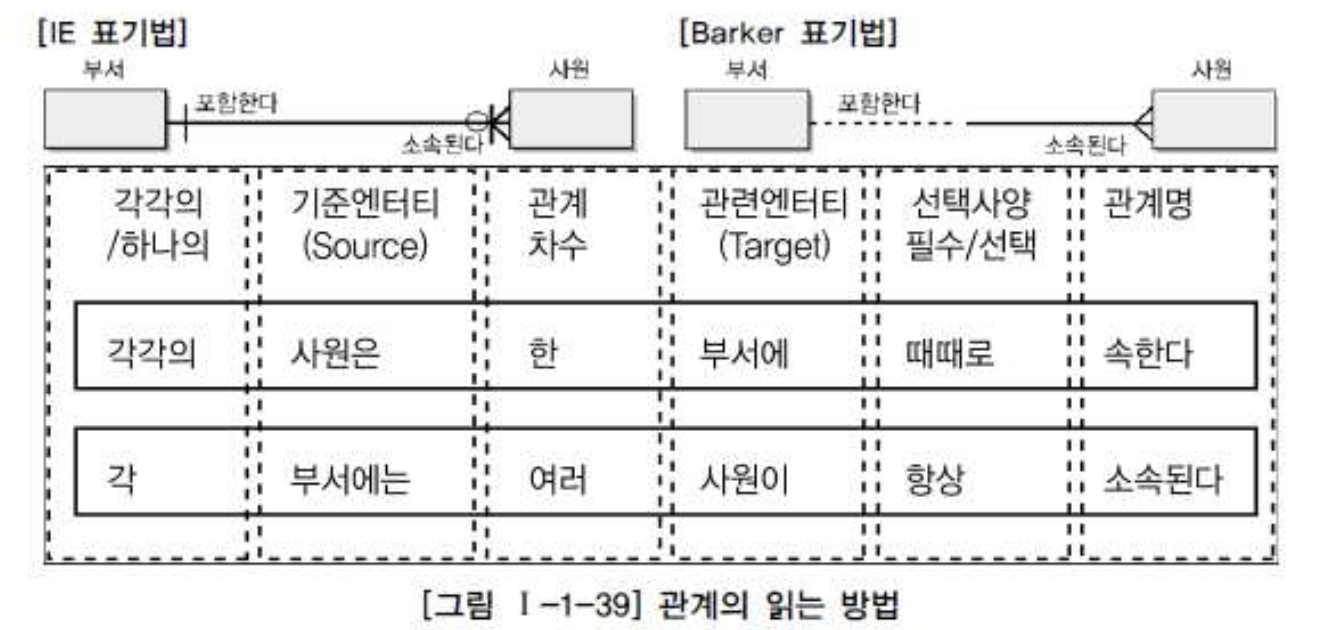 [IE 표기법] [Barker 표기법]
부서 사원 부서 사원
포함한다 포함한다
소속된다 소속된다
각각의 기준엔터티 관계 관련엔터티 선택사양 관계명
/하나의 (Source) 차수 (Target) 필수/선택
각각의 사원은 한 부서에 때때로 속한다
각 부서에는 여러 사원이 항상 소속된다
[그림 Ⅰ-1-39] 관계의 읽는 방법